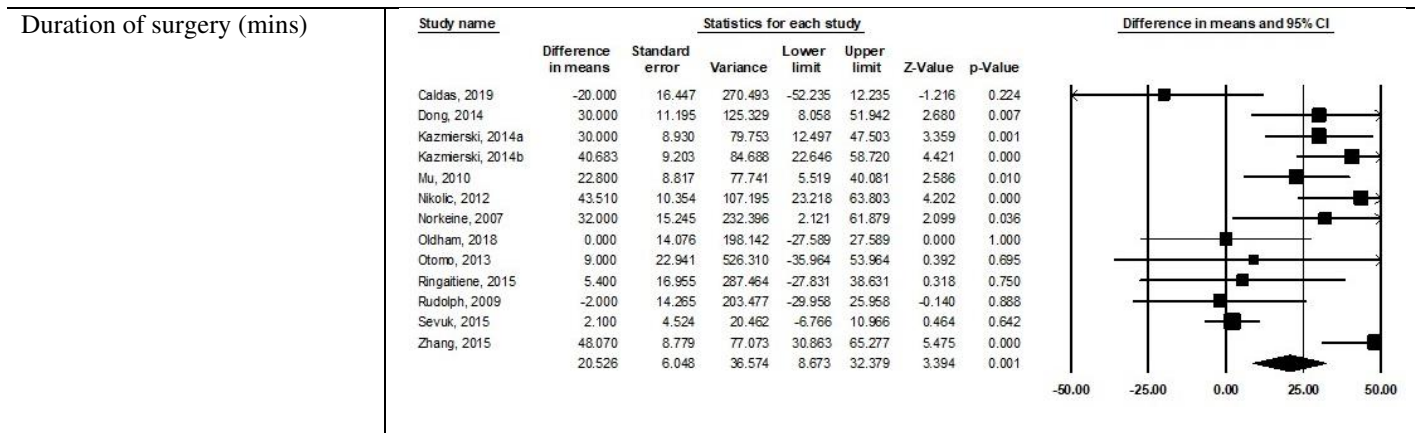 Duration of surgery (mins)
Study name Statistics for each study Difference in means and 95% CI
Difference in means Standard error Variance Lower limit Upper limit Z-Value p-Value
Caldas, 2019 -20.000 16.447 270.493 -52.235 12.235 -1.216 0.224
Dong, 2014 30.000 11.195 125.329 8.058 51.942 2.680 0.007
Kazmierski, 2014a 30.000 8.930 79.753 12.497 47.503 3.359 0.001
Kazmierski, 2014b 40.683 9.203 84.688 22.646 58.720 4.421 0.000
Mu, 2010 22.800 8.817 77.741 5.519 40.081 2.586 0.010
Nikolic, 2012 43.510 10.354 107.195 23.218 63.803 4.202 0.000
Norkeine, 2007 32.000 15.245 232.396 2.121 61.879 2.099 0.036
Oldham, 2018 0.000 14.076 198.142 -27.589 27.589 0.000 1.000
Otomo, 2013 9.000 22.941 526.310 -35.964 53.964 0.392 0.695
Ringaitiene, 2015 5.400 16.955 287.464 -27.831 38.631 0.318 0.750
Rudolph, 2009 -2.000 14.265 203.477 -29.958 25.958 -0.140 0.888
Sevuk, 2015 2.100 4.524 20.462 -6.766 10.966 0.464 0.642
Zhang, 2015 48.070 8.779 77.073 30.863 65.277 5.475 0.000
20.526 6.048 36.574 8.673 32.379 3.394 0.001
-50.00 -25.00 0.00 25.00 50.00